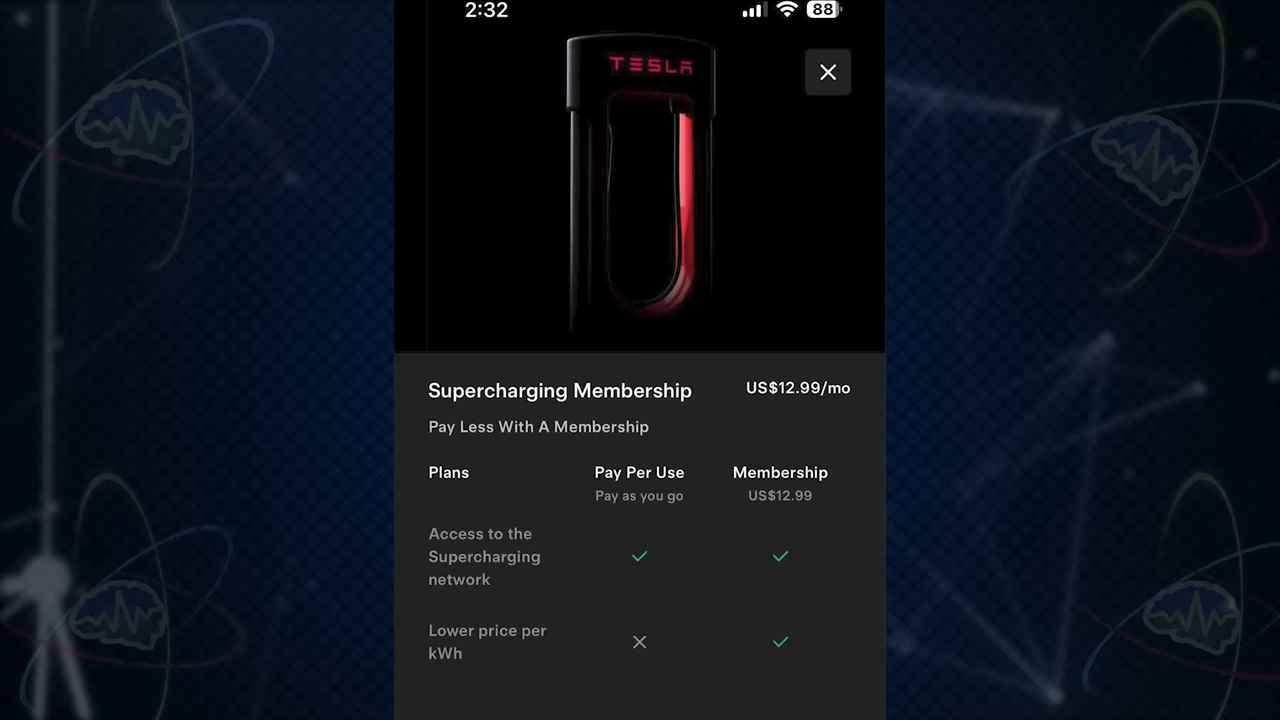 2:32
88
TESLA
Supercharging Membership US$12.99/mo
Pay Less With A Membership
Plans Pay Per Use Membership
Pay as you go US$12.99
Access to the
Supercharging
network
Lower price per
kWh